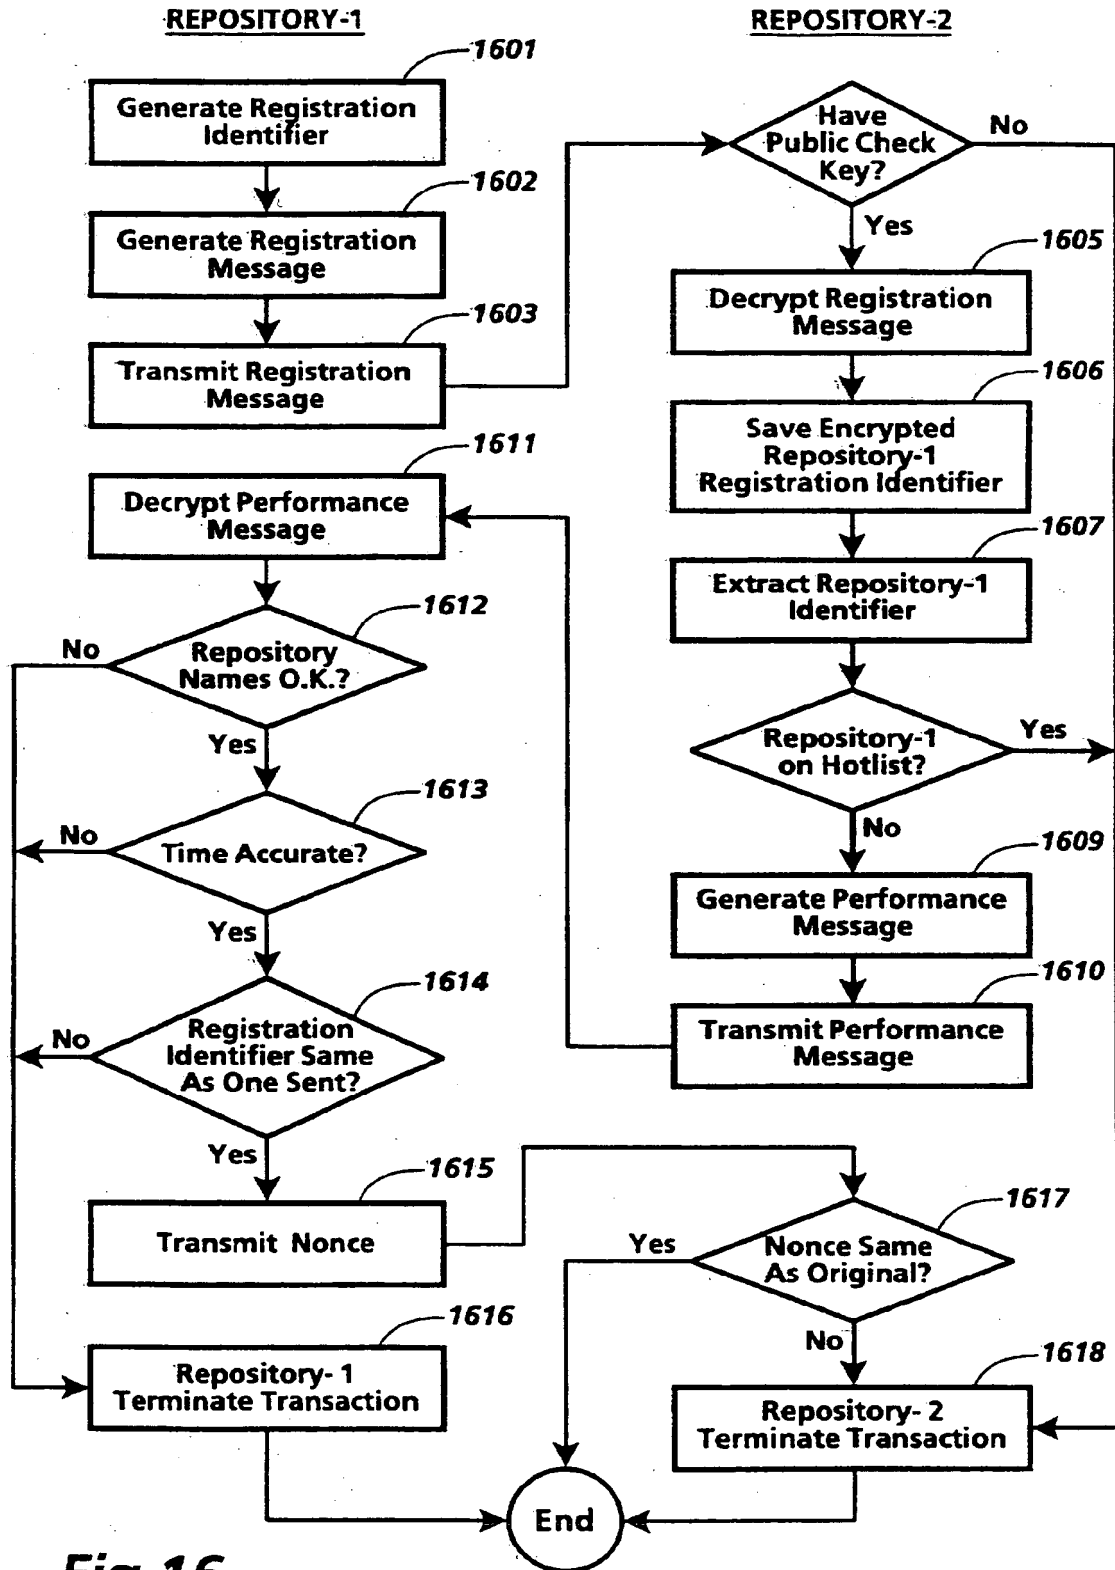 REPOSITORY-1
REPOSITORY-2
1601
Generate Registration
Identifier
1602
Generate Registration
Message
1603
Transmit Registration
Message
Have
Public Check
Key?
No
Yes
1605
Decrypt Registration
Message
1606
Save Encrypted
Repository-1
Registration Identifier
1607
Extract Repository-1
Identifier
Repository-1
on Hotlist?
Yes
No
1609
Generate Performance
Message
1610
Transmit Performance
Message
1611
Decrypt Performance
Message
1612
No
Repository
Names O.K.?
Yes
1613
No
Time Accurate?
Yes
1614
No
Registration
Identifier Same
As One Sent?
Yes
1615
Transmit Nonce
1616
Repository- 1
Terminate Transaction
1617
Yes
Nonce Same
As Original?
No
1618
Repository- 2
Terminate Transaction
End
Fig.16